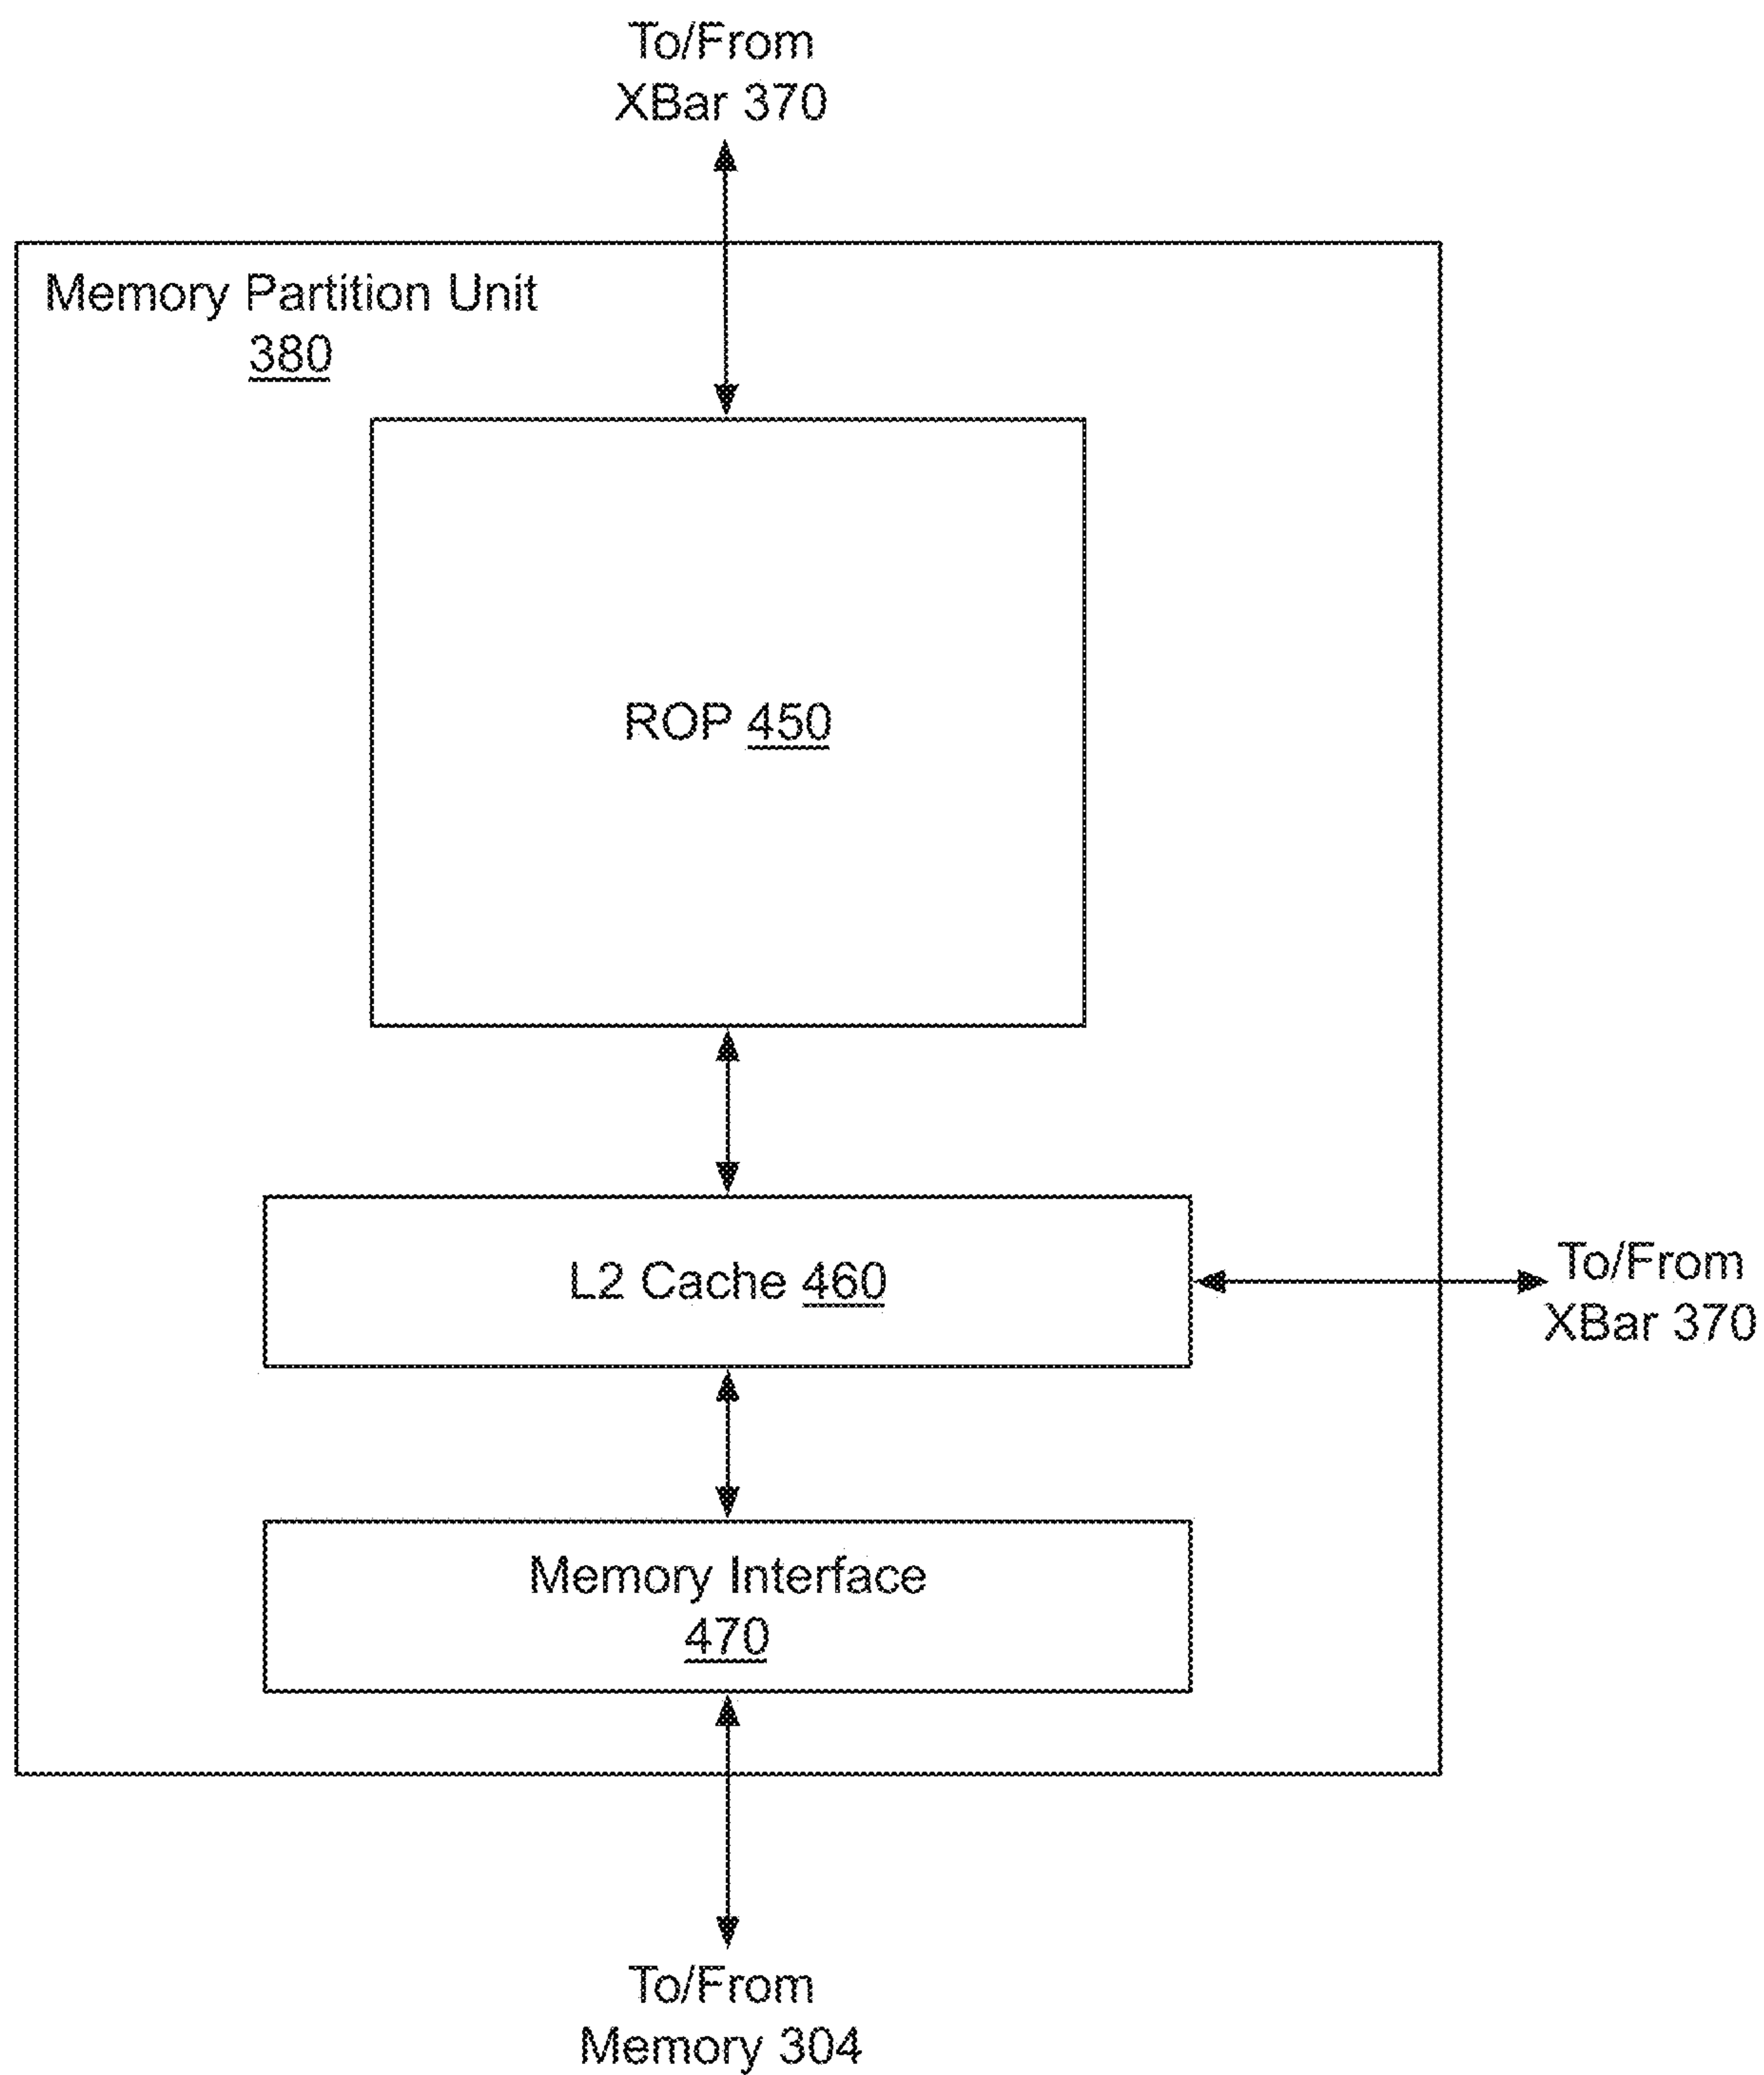 To/From
XBar 370
Memory Partition Unit
380
ROP 450
L2 Cache 460
To/From
XBar 370
Memory Interface
470
To/From
Memory 304